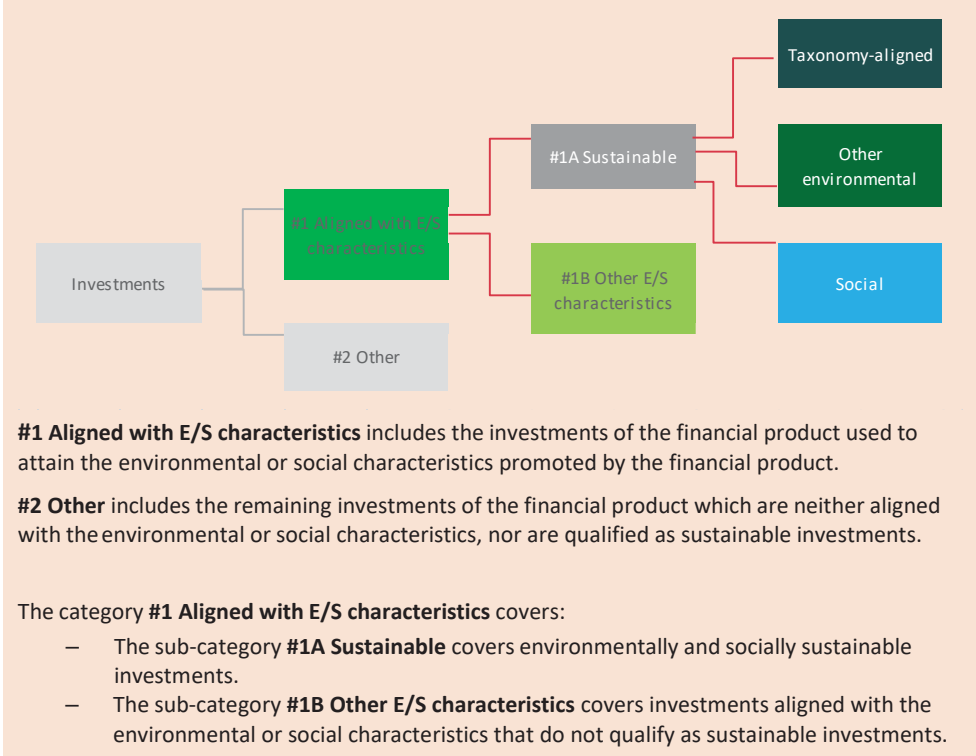 Taxonomy-aligned
#1A Sustainable
Other
environmental
#1 Aligned with E/S
characteristics
Investments
#1B Other E/S
characteristics
Social
#2 Other
#1 Aligned with E/S characteristics includes the investments of the financial product used to
attain the environmental or social characteristics promoted by the financial product.
#2 Other includes the remaining investments of the financial product which are neither aligned
with the environmental or social characteristics, nor are qualified as sustainable investments.
The category #1 Aligned with E/S characteristics covers:
– The sub-category #1A Sustainable covers environmentally and socially sustainable
investments.
– The sub-category #1B Other E/S characteristics covers investments aligned with the
environmental or social characteristics that do not qualify as sustainable investments.